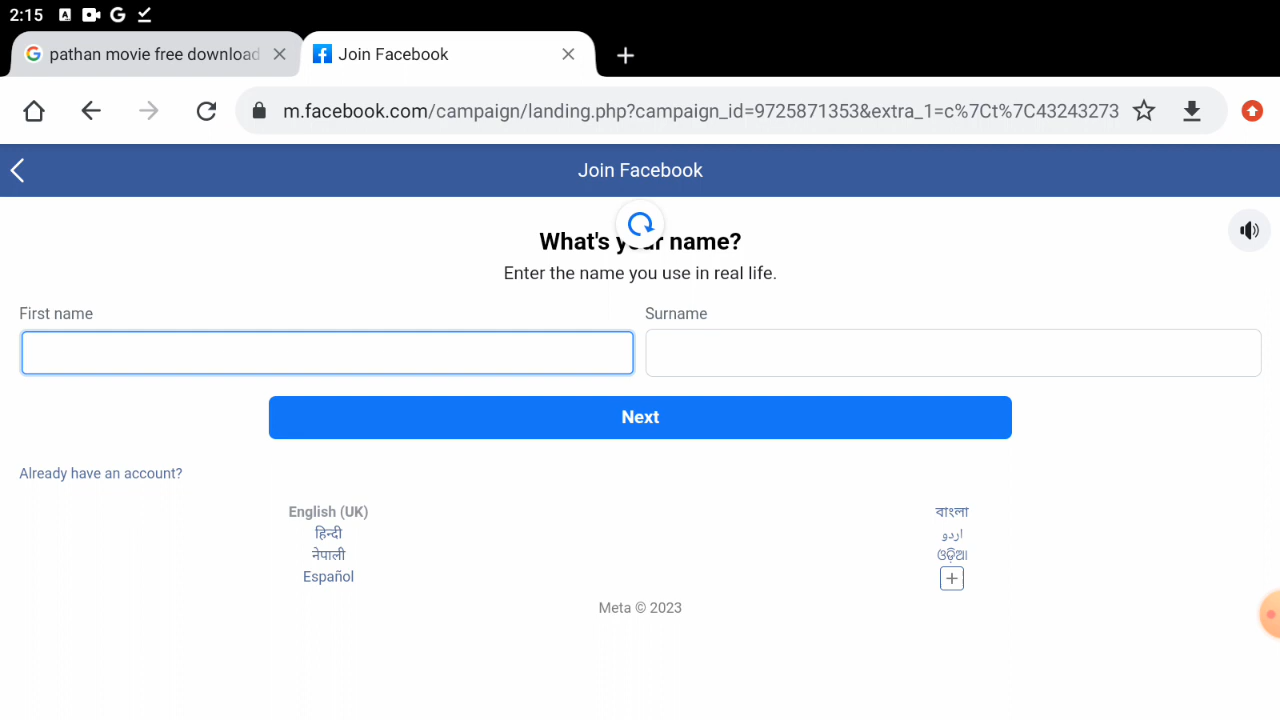 2:15
pathan movie free download
Join Facebook
m.facebook.com/campaign/landing.php?campaign_id=9725871353&extra_1=c%7Ct%7C43243273
Join Facebook
What's your name?
Enter the name you use in real life.
First name
Surname
Next
Already have an account?
English (UK)
हिन्दी
नेपाली
Español
বাংলা
اردو
ଓଡ଼ିଆ
Meta © 2023